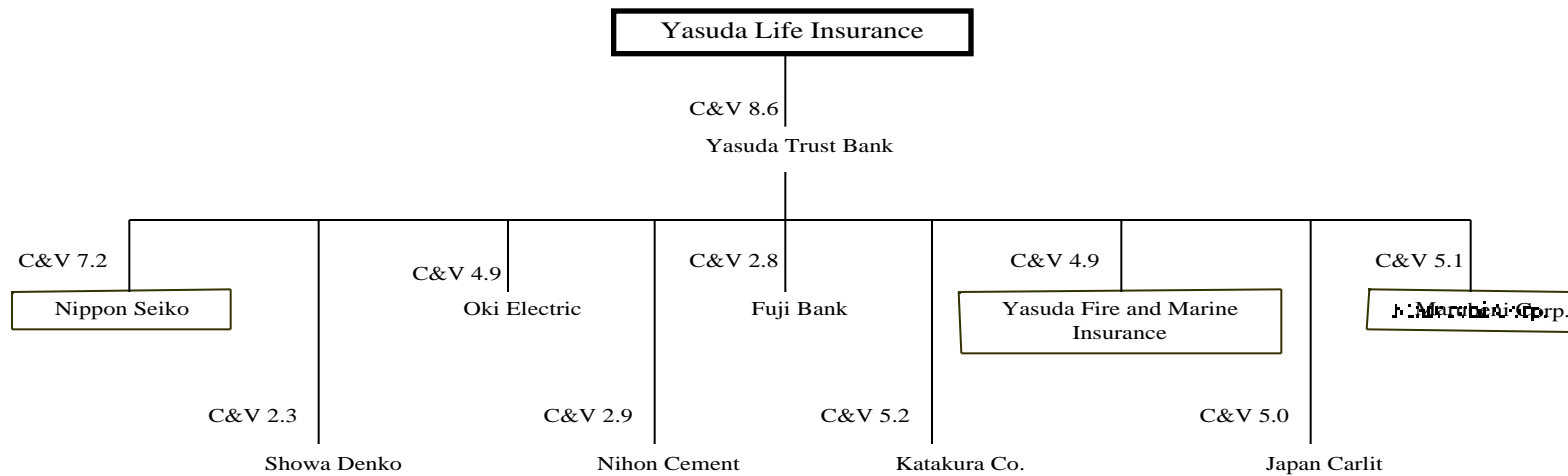 Yasuda Life Insurance
C&V 8.6
Yasuda Trust Bank
C&V 7.2
C&V 4.9
C&V 2.8
C&V 4.9
C&V 5.1
Nippon Seiko
Oki Electric
Fuji Bank
Yasuda Fire and Marine
Insurance
Marubeni Corp.
C&V 2.3
C&V 2.9
C&V 5.2
C&V 5.0
Showa Denko
Nihon Cement
Katakura Co.
Japan Carlit